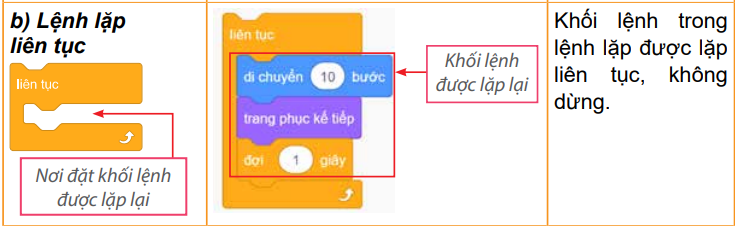 b) Lệnh lặp
liên tục
liên tục
Nơi đặt khối lệnh
được lặp lại
liên tục
di chuyển 10 bước
trang phục kế tiếp
đợi 1 giây
Khối lệnh
được lặp lại
Khối lệnh trong
lệnh lặp được lặp
liên tục, không
dừng.